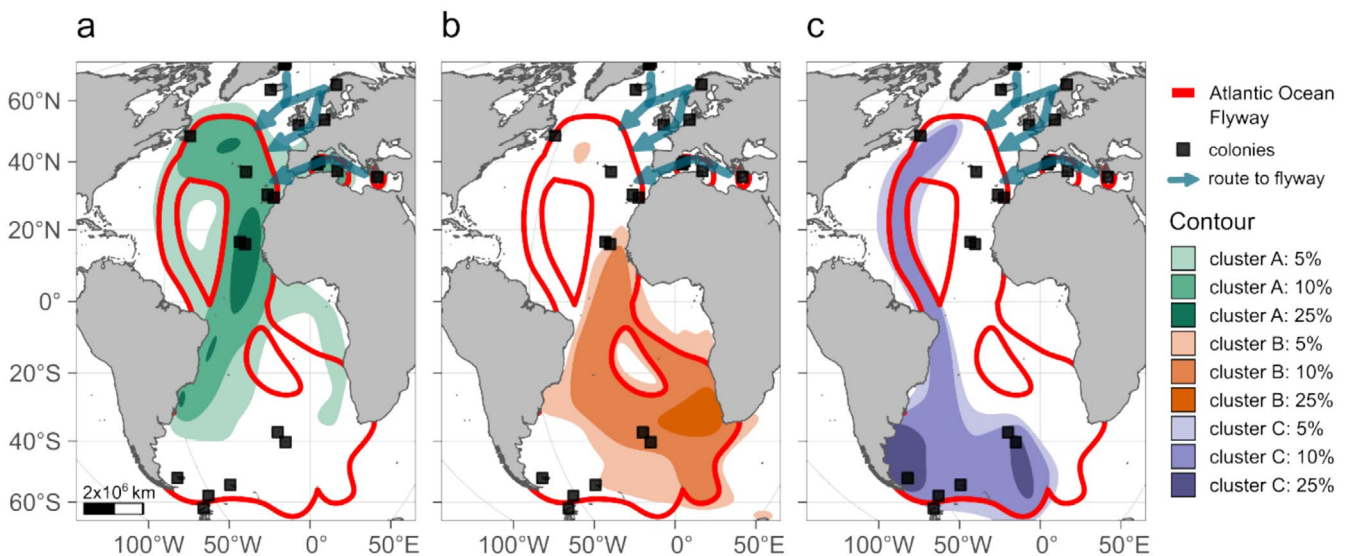 a
b
c
60°N
40°N
20°N
0°
20°S
40°S
60°S
2x10⁶ km
100°W
50°W
0°
50°E
100°W
50°W
0°
50°E
100°W
50°W
0°
50°E
Atlantic Ocean
Flyway
colonies
route to flyway
Contour
cluster A: 5%
cluster A: 10%
cluster A: 25%
cluster B: 5%
cluster B: 10%
cluster B: 25%
cluster C: 5%
cluster C: 10%
cluster C: 25%